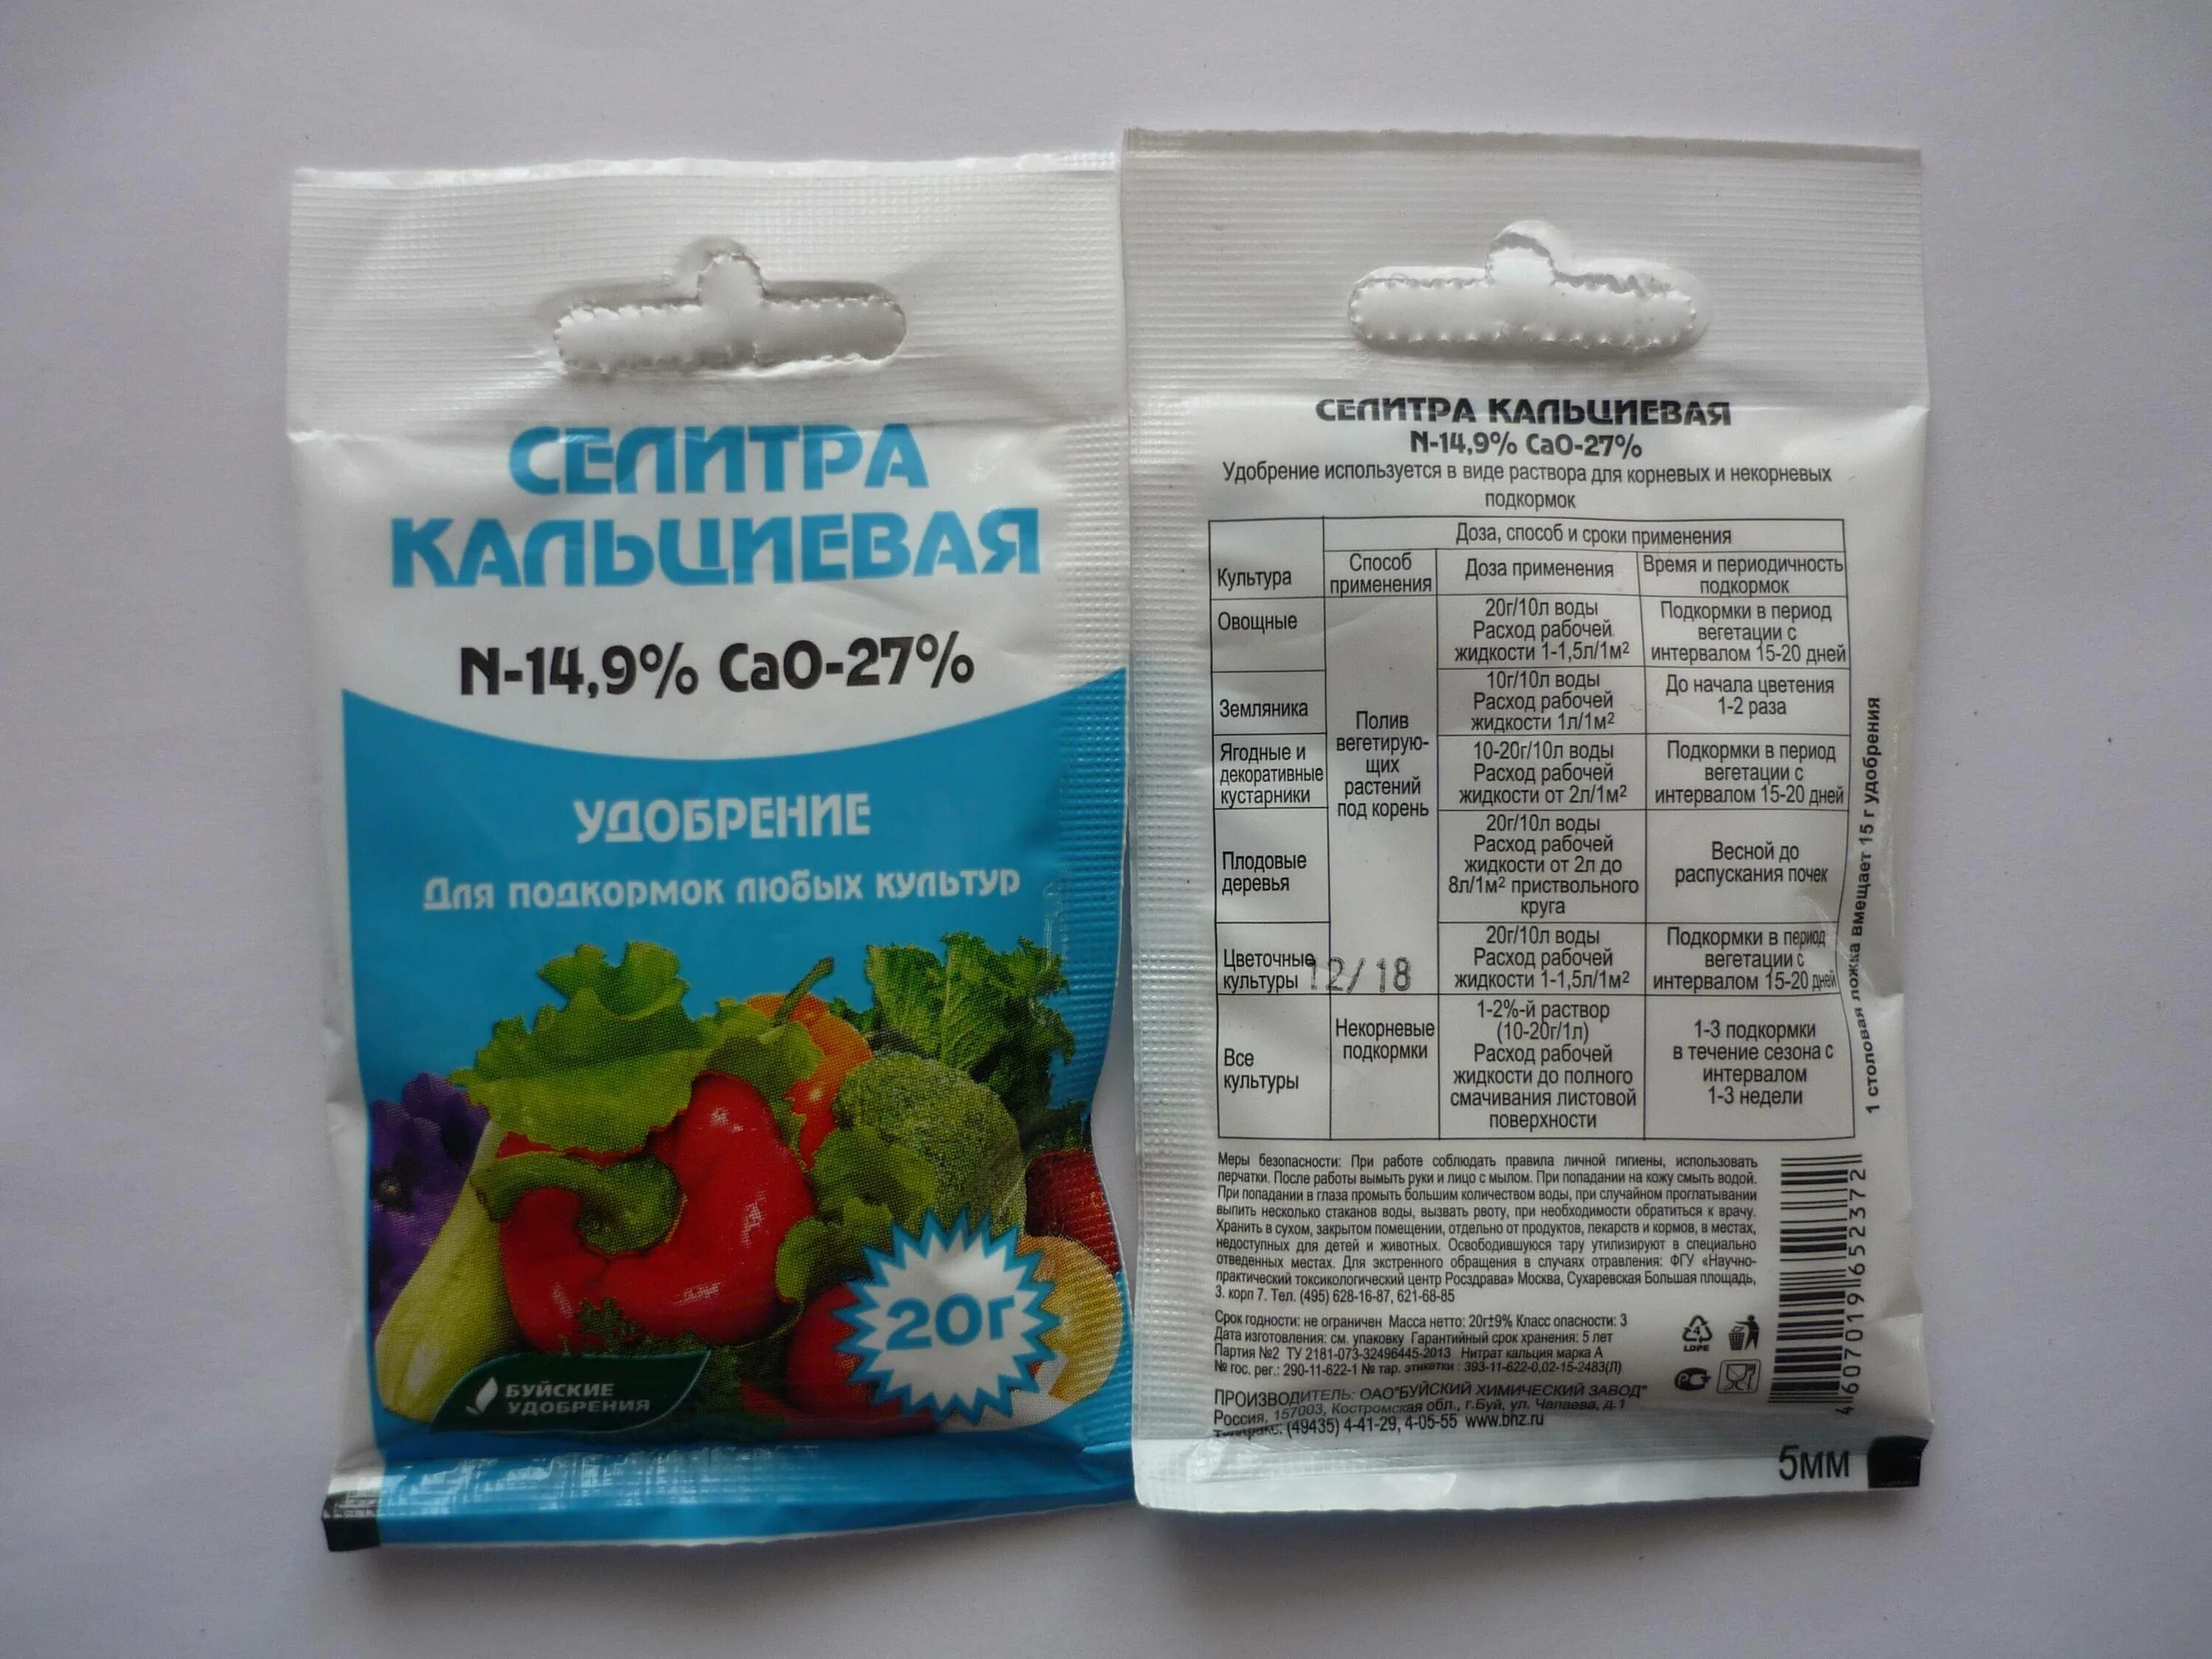 СЕЛИТРА
КАЛЬЦИЕВАЯ
N-14,9% CaO-27%
УДОБРЕНИЕ
Для подкормок любых культур
20г
БУЙСКИЕ
УДОБРЕНИЯ
СЕЛИТРА КАЛЬЦИЕВАЯ
N-14,9% CaO-27%
Удобрение используется в виде раствора для корневых и некорневых
подкормок
Доза, способ и сроки применения
Культура
Способ
применения
Доза применения
Время и периодичность
подкормок
Овощные
20г/10л воды
Расход рабочей
жидкости 1-1,5л/1м²
Подкормки в период
вегетации с
интервалом 15-20 дней
Земляника
10г/10л воды
Расход рабочей
жидкости 1л/1м²
До начала цветения
1-2 раза
Полив
вегетирую-
щих
растений
под корень
Ягодные и
декоративные
кустарники
10-20г/10л воды
Расход рабочей
жидкости от 2л/1м²
Подкормки в период
вегетации с
интервалом 15-20 дней
Плодовые
деревья
20г/10л воды
Расход рабочей
жидкости от 2л до
8л/1м² приствольного
круга
Весной до
распускания почек
Цветочные
культуры
12/18
20г/10л воды
Расход рабочей
жидкости 1-1,5л/1м²
Подкормки в период
вегетации с
интервалом 15-20 дней
Все
культуры
Некорневые
подкормки
1-2%-й раствор
(10-20г/1л)
Расход рабочей
жидкости до полного
смачивания листовой
поверхности
1-3 подкормки
в течение сезона с
интервалом
1-3 недели
1 столовая ложка вмещает 15 г удобрения
Меры безопасности: При работе соблюдать правила личной гигиены, использовать
перчатки. После работы вымыть руки и лицо с мылом. При попадании на кожу смыть водой.
При попадании в глаза промыть большим количеством воды, при случайном проглатывании
выпить несколько стаканов воды, вызвать рвоту, при необходимости обратиться к врачу.
Хранить в сухом, закрытом помещении, отдельно от продуктов, лекарств и кормов, в местах,
недоступных для детей и животных. Освободившуюся тару утилизируют в специально
отведенных местах. Для экстренного обращения в случаях отравления: ФГУ «Научно-
практический токсикологический центр Росздрава» Москва, Сухаревская Большая площадь,
3. корп 7. Тел. (495) 628-16-87, 621-68-85
Срок годности: не ограничен Масса нетто: 20г±9% Класс опасности: 3
Дата изготовления: см. упаковку Гарантийный срок хранения: 5 лет
Партия №2 ТУ 2181-073-32496445-2013 Нитрат кальция марка А
№ гос. рег.: 290-11-622-1 № тар. этикетки : 393-11-622-0,02-15-2483(Л)
ПРОИЗВОДИТЕЛЬ: ОАО"БУЙСКИЙ ХИМИЧЕСКИЙ ЗАВОД"
Россия, 157003, Костромская обл., г.Буй, ул. Чапаева, д.1
(49435) 4-41-29, 4-05-55 www.bhz.ru
4
LDPE
РСТ
4607019652372
5мм